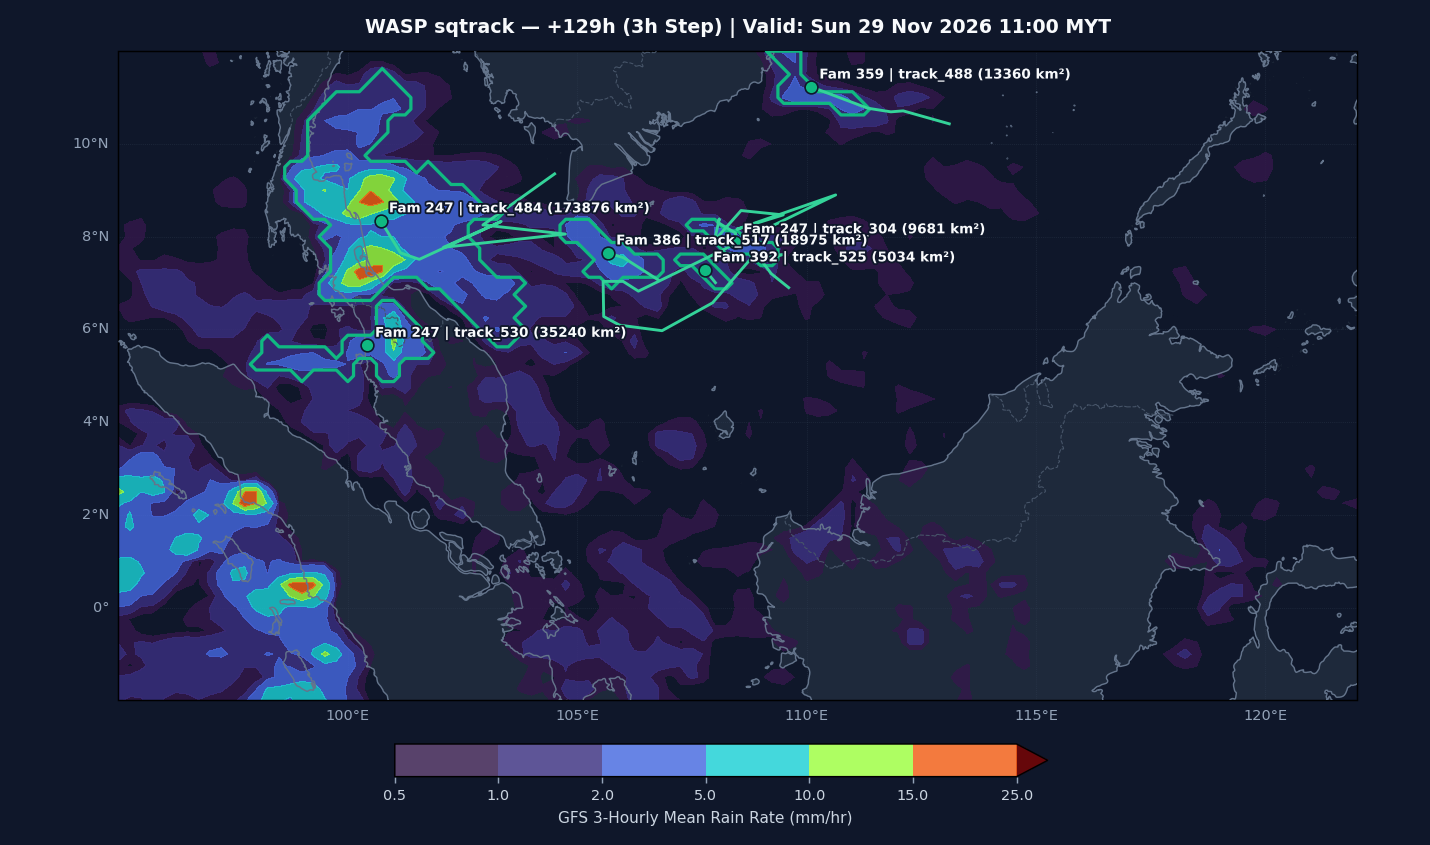 WASP sqtrack — +129h (3h Step) | Valid: Sun 29 Nov 2026 11:00 MYT
Fam 359 | track_488 (13360 km²)
10°N
Fam 247 | track_484 (173876 km²)
Fam 247 | track_304 (9681 km²)
8°N
Fam 386 | track_517 (18975 km²)
Fam 392 | track_525 (5034 km²)
6°N
Fam 247 | track_530 (35240 km²)
4°N
2°N
0°
100°E 105°E 110°E 115°E 120°E
0.5 1.0 2.0 5.0 10.0 15.0 25.0
GFS 3-Hourly Mean Rain Rate (mm/hr)